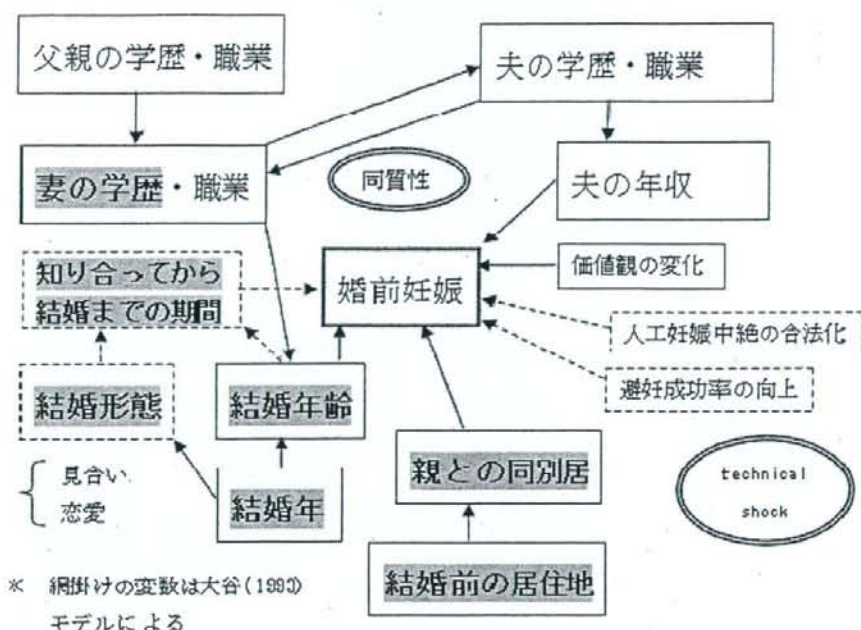 父親の学歴・職業
夫の学歴・職業
妻の学歴・職業
同質性
夫の年収
知り合ってから
結婚までの期間
婚前妊娠
価値観の変化
人工妊娠中絶の合法化
避妊成功率の向上
結婚形態
結婚年齢
見合い
恋愛
結婚年
親との同別居
technical
shock
結婚前の居住地
※ 網掛けの変数は大谷(1993)
モデルによる